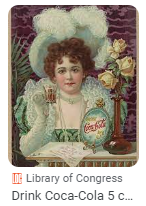 Coca-Cola
Library of Congress
Drink Coca-Cola 5 c...